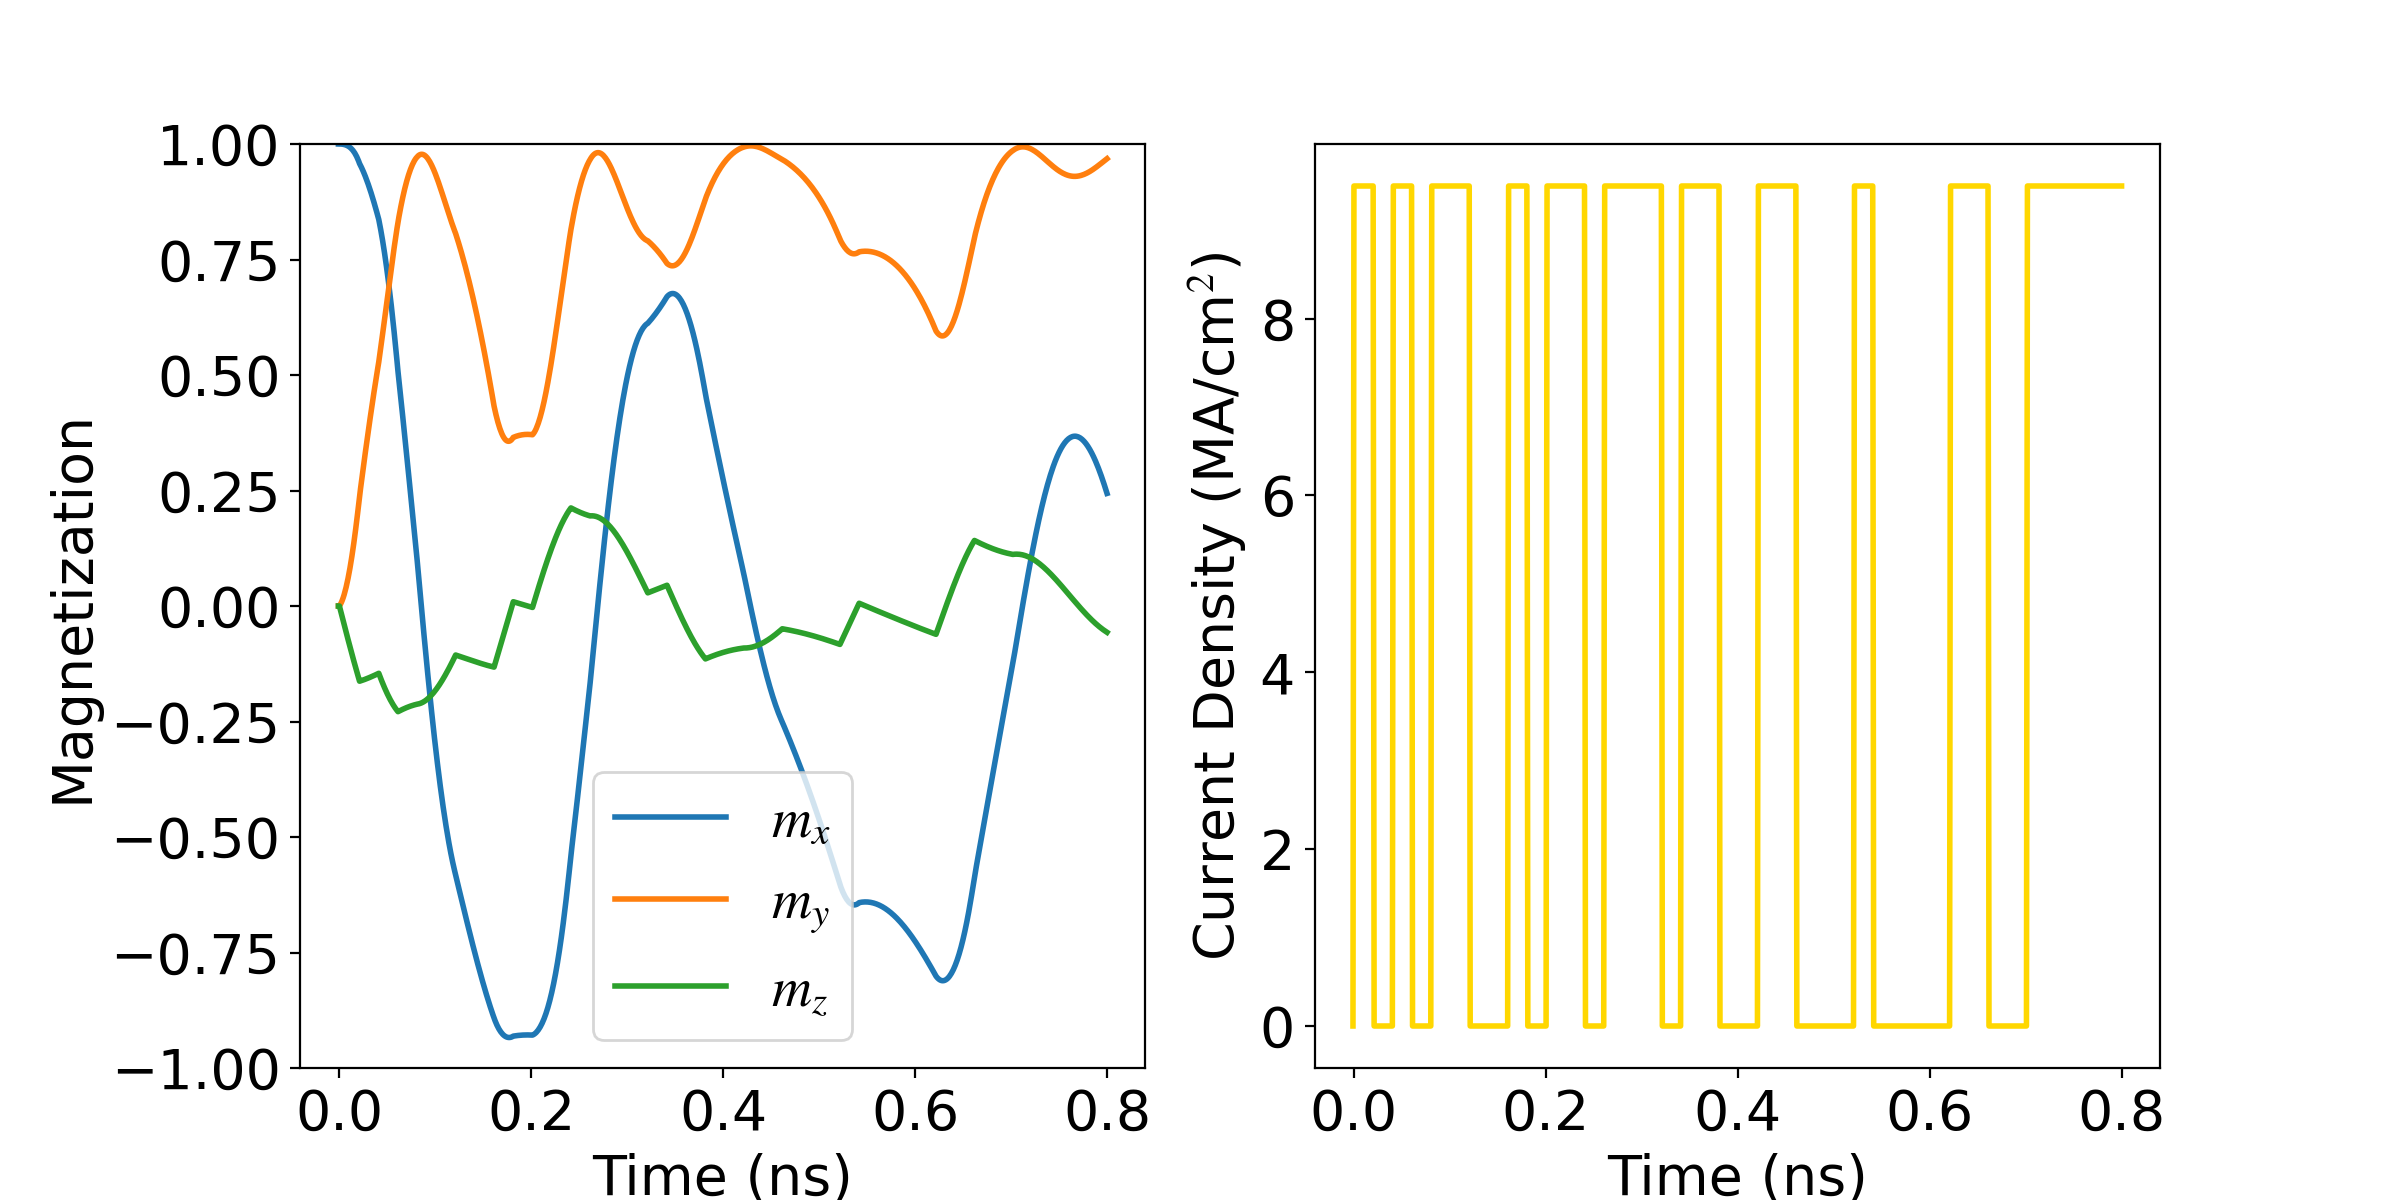 Magnetization
1.00
0.75
0.50
0.25
0.00
−0.25
−0.50
−0.75
−1.00
0.0 0.2 0.4 0.6 0.8
Time (ns)
m_x
m_y
m_z
Current Density (MA/cm²)
8
6
4
2
0
0.0 0.2 0.4 0.6 0.8
Time (ns)